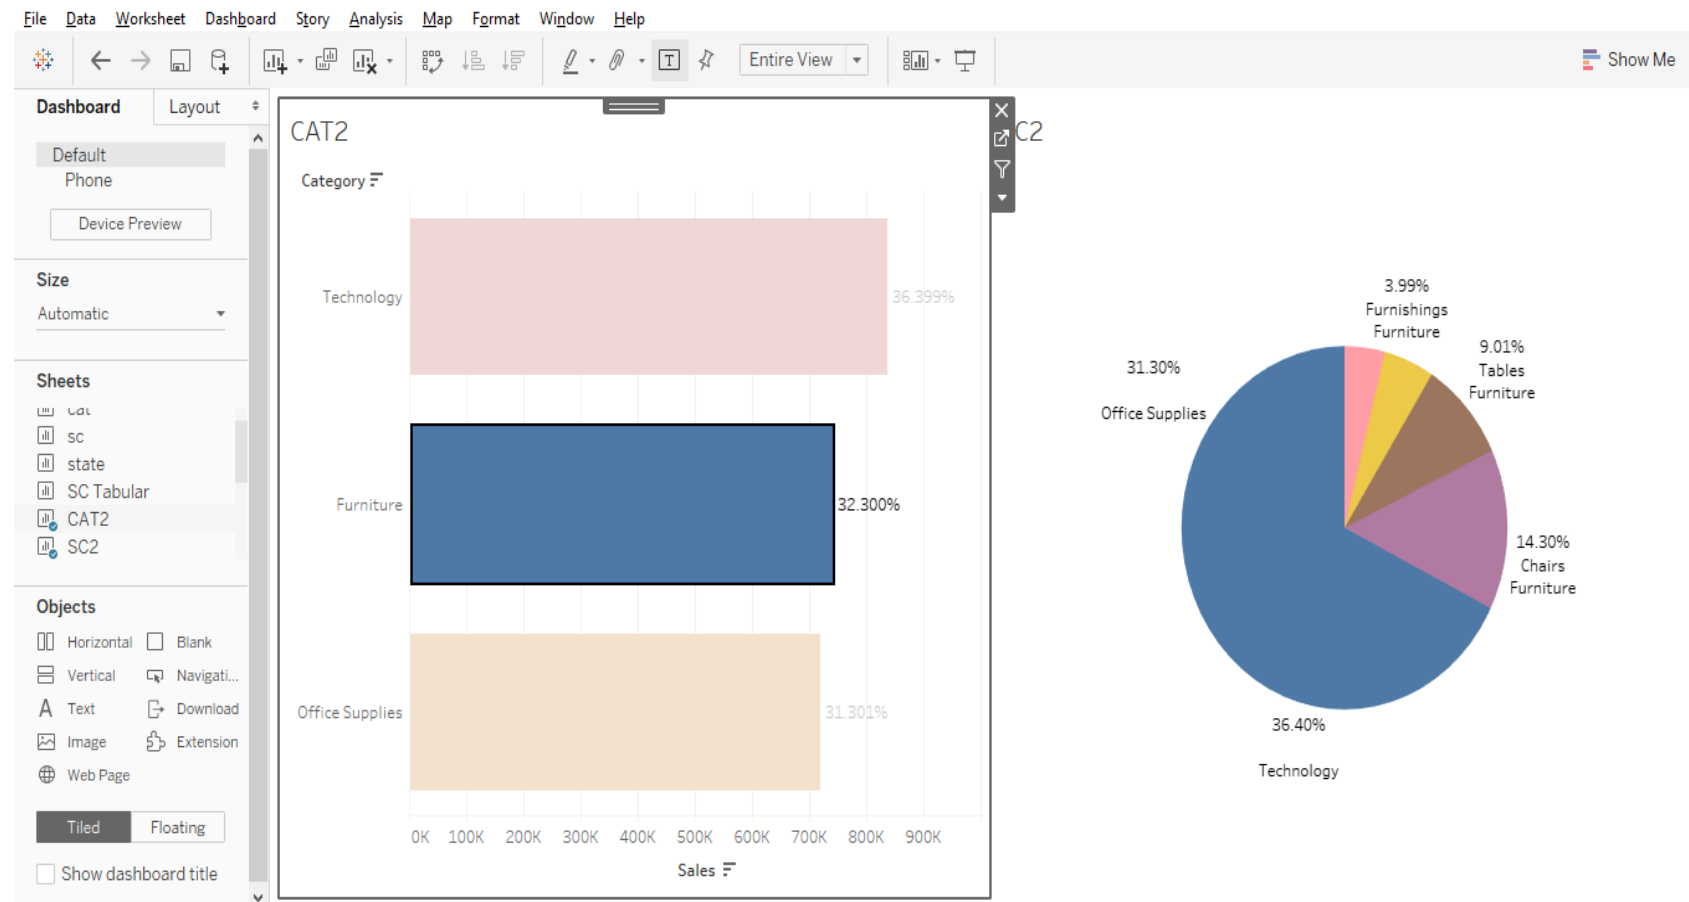 File Data Worksheet Dashboard Story Analysis Map Format Window Help
T Entire View Show Me
Dashboard Layout
Default
Phone
Device Preview
Size
Automatic
Sheets
cat
sc
state
SC Tabular
CAT2
SC2
Objects
Horizontal Blank
Vertical Navigati...
A Text Download
Image Extension
Web Page
Tiled Floating
Show dashboard title
CAT2
Category
Technology 36.399%
Furniture 32.300%
Office Supplies 31.301%
0K 100K 200K 300K 400K 500K 600K 700K 800K 900K
Sales
C2
3.99%
Furnishings
Furniture
9.01%
Tables
Furniture
31.30%
Office Supplies
14.30%
Chairs
Furniture
36.40%
Technology